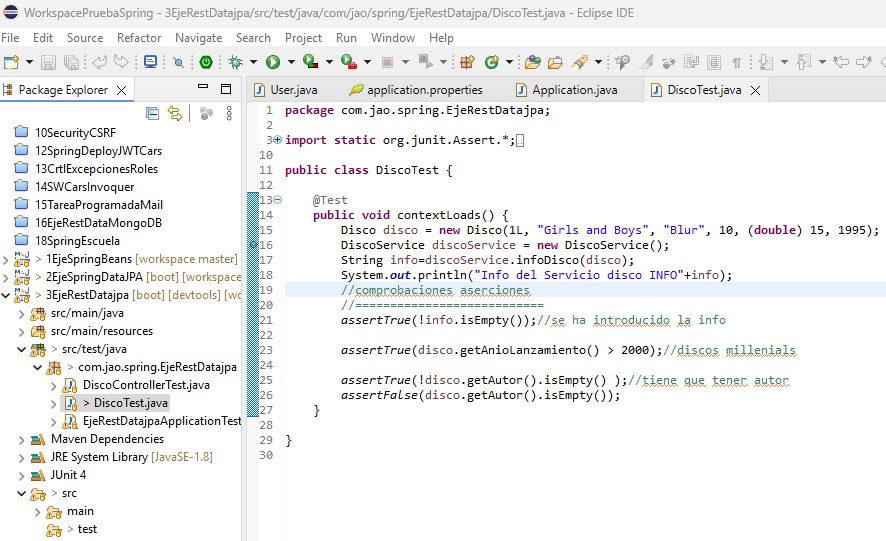 WorkspacePruebaSpring - 3EjeRestDatajpa/src/test/java/com/jao/spring/EjeRestDatajpa/DiscoTest.java - Eclipse IDE
File Edit Source Refactor Navigate Search Project Run Window Help
Package Explorer
10SecurityCSRF
12SpringDeployJWTCars
13CrtlExcepcionesRoles
14SWCarsInvoquer
15TareaProgramadaMail
16EjeRestDataMongoDB
18SpringEscuela
> 1EjeSpringBeans [workspace master]
> 2EjeSpringDataJPA [boot] [workspace
> 3EjeRestDatajpa [boot] [devtools] [wo
> src/main/java
> src/main/resources
> src/test/java
> com.jao.spring.EjeRestDatajpa
> DiscoControllerTest.java
> DiscoTest.java
> EjeRestDatajpaApplicationTest
Maven Dependencies
JRE System Library [JavaSE-1.8]
JUnit 4
> src
> main
> test
User.java application.properties Application.java DiscoTest.java
1 package com.jao.spring.EjeRestDatajpa;
2
3 import static org.junit.Assert.*;
10
11 public class DiscoTest {
12
13 @Test
14 public void contextLoads() {
15 Disco disco = new Disco(1L, "Girls and Boys", "Blur", 10, (double) 15, 1995);
16 DiscoService discoService = new DiscoService();
17 String info=discoService.infoDisco(disco);
18 System.out.println("Info del Servicio disco INFO"+info);
19 //comprobaciones aserciones
20 //===========================
21 assertTrue(!info.isEmpty());//se ha introducido la info
22
23 assertTrue(disco.getAnioLanzamiento() > 2000);//discos millenials
24
25 assertTrue(!disco.getAutor().isEmpty() );//tiene que tener autor
26 assertFalse(disco.getAutor().isEmpty());
27 }
28
29 }
30